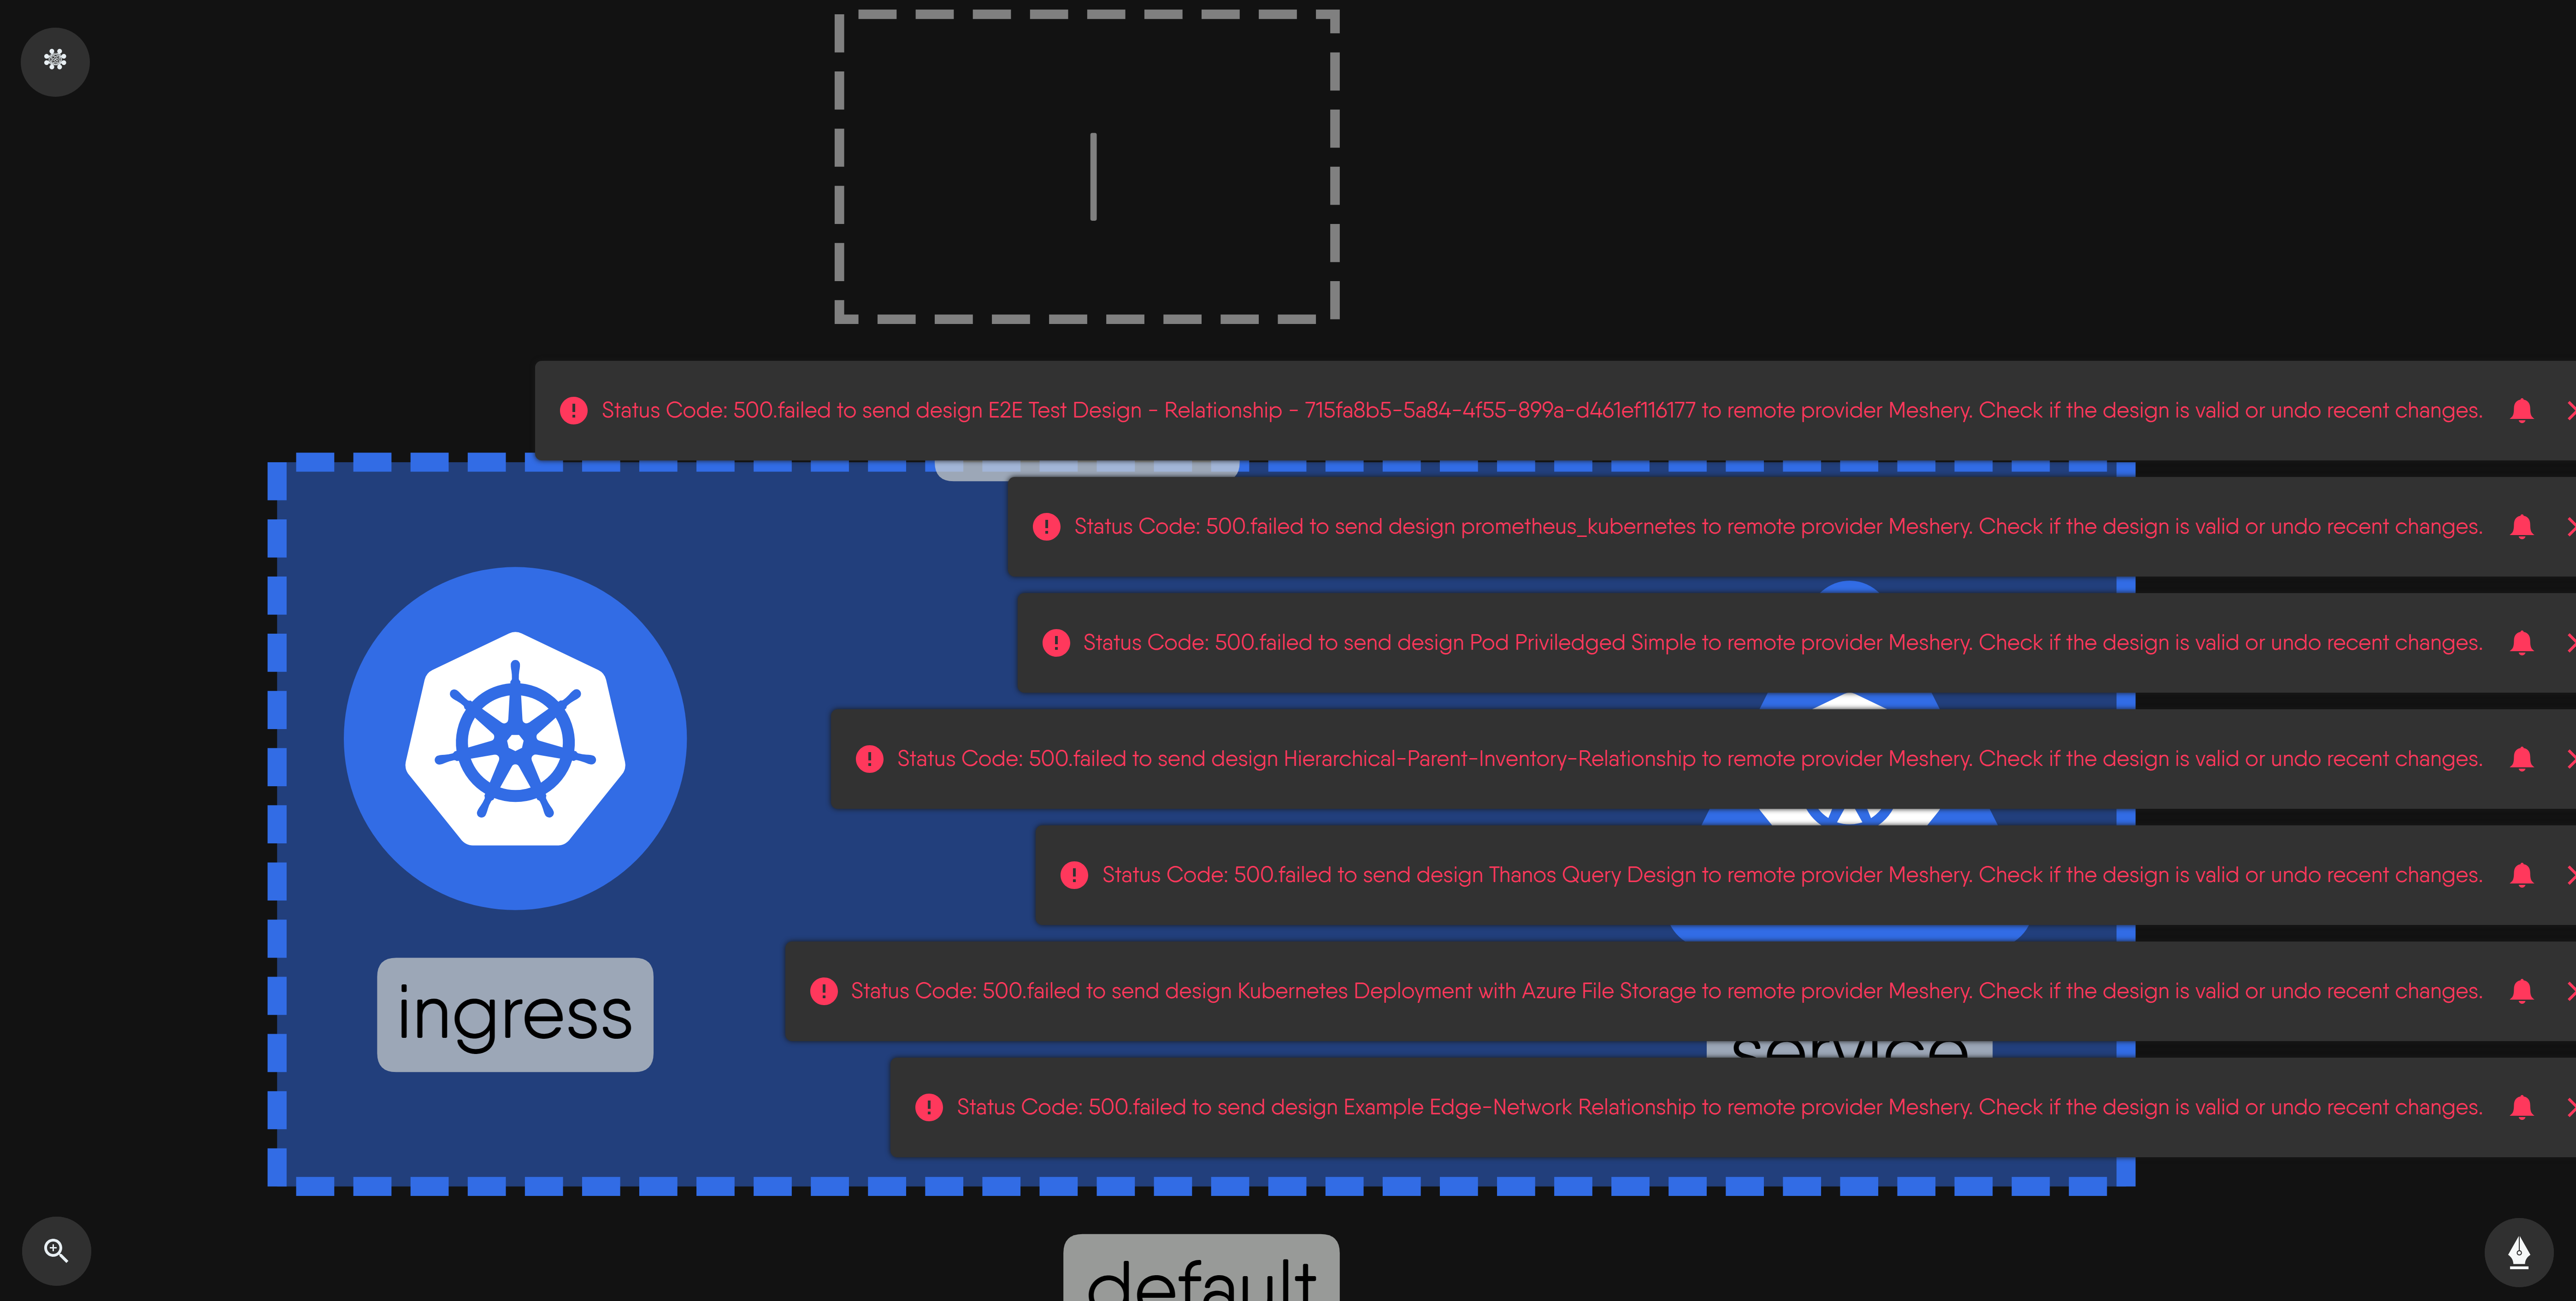 Status Code: 500.failed to send design E2E Test Design - Relationship - 715fa8b5-5a84-4f55-899a-d461ef116177 to remote provider Meshery. Check if the design is valid or undo recent changes.
Status Code: 500.failed to send design prometheus_kubernetes to remote provider Meshery. Check if the design is valid or undo recent changes.
Status Code: 500.failed to send design Pod Priviledged Simple to remote provider Meshery. Check if the design is valid or undo recent changes.
Status Code: 500.failed to send design Hierarchical-Parent-Inventory-Relationship to remote provider Meshery. Check if the design is valid or undo recent changes.
Status Code: 500.failed to send design Thanos Query Design to remote provider Meshery. Check if the design is valid or undo recent changes.
Status Code: 500.failed to send design Kubernetes Deployment with Azure File Storage to remote provider Meshery. Check if the design is valid or undo recent changes.
ingress
service
Status Code: 500.failed to send design Example Edge-Network Relationship to remote provider Meshery. Check if the design is valid or undo recent changes.
default